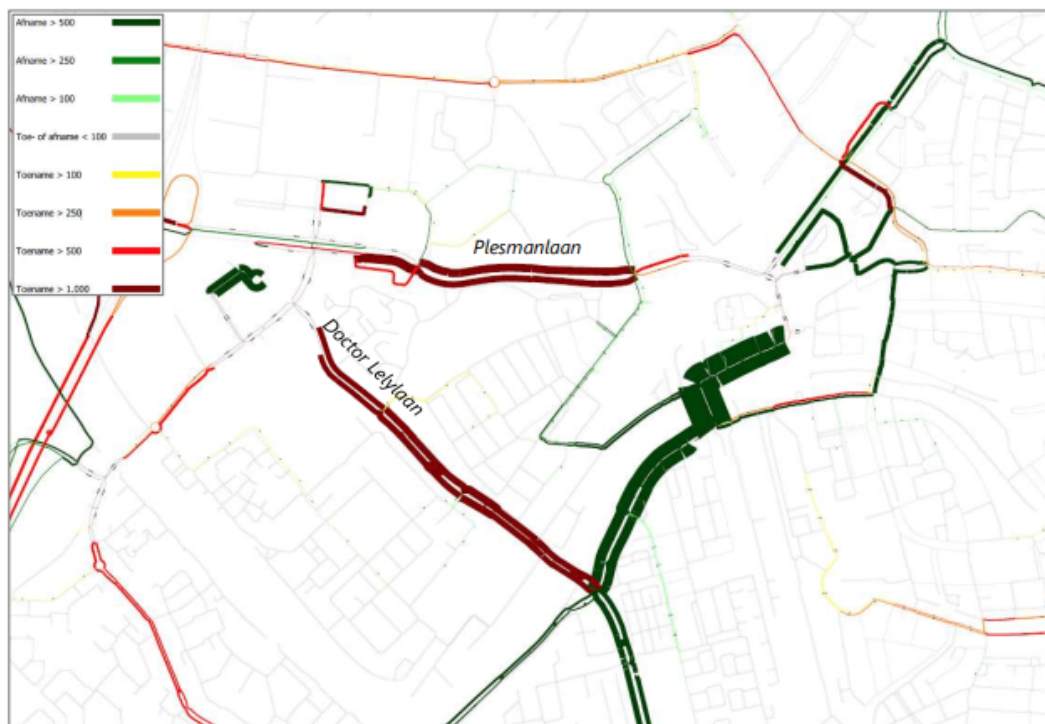 Afname > 500
Afname > 250
Afname > 100
Toe- of afname < 100
Toename > 100
Toename > 250
Toename > 500
Toename > 1.000
Plesmanlaan
Doctor Lelylaan